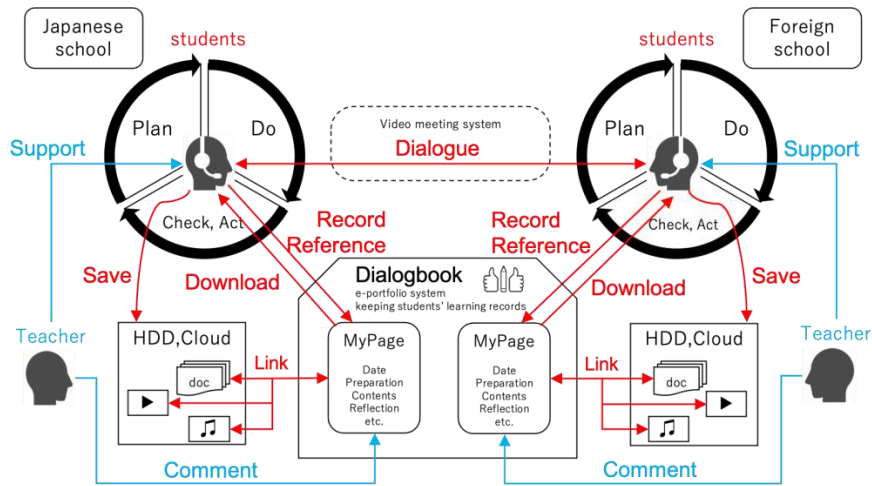 Japanese
school
students
Plan
Do
Check, Act
Support
Video meeting system
Dialogue
Foreign
school
students
Plan
Do
Check, Act
Support
Record
Reference
Download
Save
Record
Reference
Download
Save
Dialogbook
e-portfolio system
keeping students' learning records
Teacher
HDD,Cloud
doc
Link
MyPage
Date
Preparation
Contents
Reflection
etc.
MyPage
Date
Preparation
Contents
Reflection
etc.
Link
HDD,Cloud
doc
Teacher
Comment
Comment